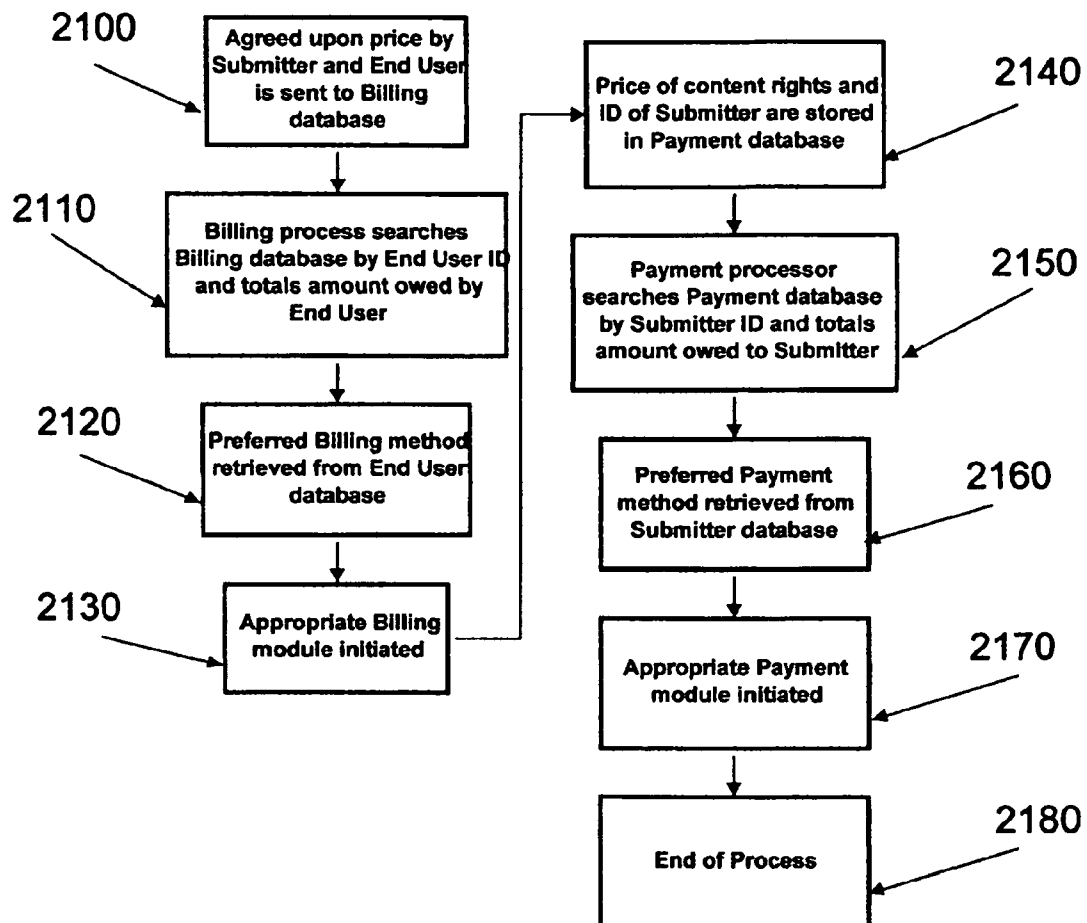 2100
Agreed upon price by
Submitter and End User
is sent to Billing
database
2110
Billing process searches
Billing database by End User ID
and totals amount owed by
End User
2120
Preferred Billing method
retrieved from End User
database
2130
Appropriate Billing
module initiated
2140
Price of content rights and
ID of Submitter are stored
in Payment database
2150
Payment processor
searches Payment database
by Submitter ID and totals
amount owed to Submitter
2160
Preferred Payment
method retrieved from
Submitter database
2170
Appropriate Payment
module initiated
2180
End of Process